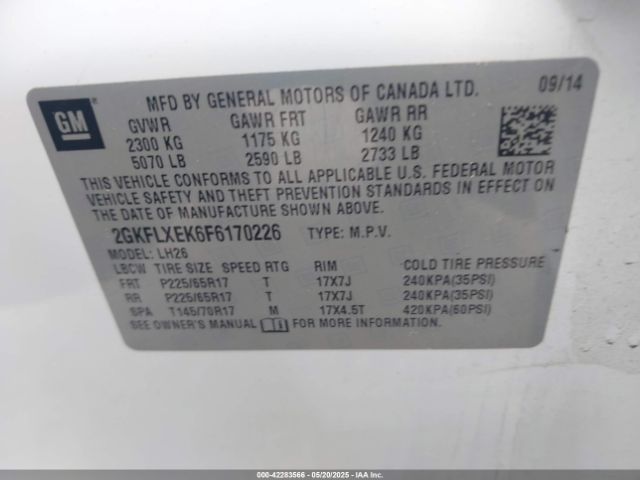 GM
MFD BY GENERAL MOTORS OF CANADA LTD. 09/14
GVWR GAWR FRT GAWR RR
2300 KG 1175 KG 1240 KG
5070 LB 2590 LB 2733 LB
THIS VEHICLE CONFORMS TO ALL APPLICABLE U.S. FEDERAL MOTOR
VEHICLE SAFETY AND THEFT PREVENTION STANDARDS IN EFFECT ON
THE DATE OF MANUFACTURE SHOWN ABOVE.
2GKFLXEK6F6170226 TYPE: M.P.V.
MODEL: LH26
LBCW TIRE SIZE SPEED RTG RIM COLD TIRE PRESSURE
FRT P225/65R17 T 17X7J 240KPA(35PSI)
RR P225/65R17 T 17X7J 240KPA(35PSI)
SPA T145/70R17 M 17X4.5T 420KPA(60PSI)
SEE OWNER'S MANUAL FOR MORE INFORMATION.
000-42283566 - 05/20/2025 - IAAI.COM